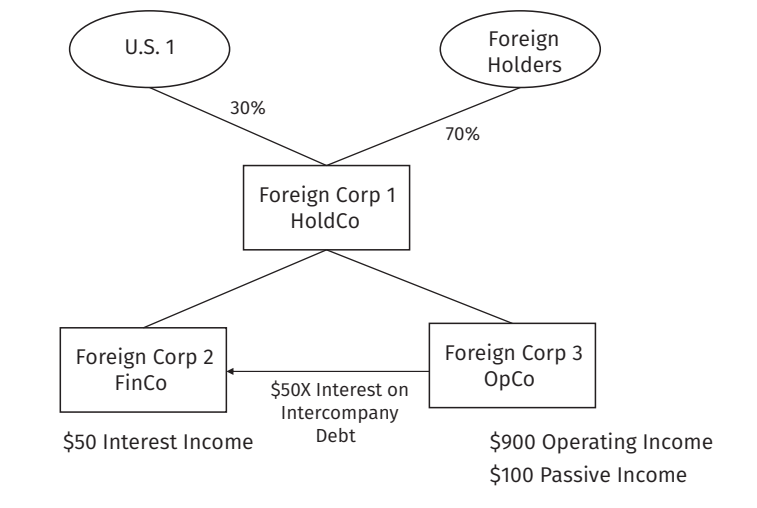 U.S. 1
Foreign
Holders
30%
70%
Foreign Corp 1
HoldCo
Foreign Corp 2
FinCo
Foreign Corp 3
OpCo
$50X Interest on
Intercompany
Debt
$50 Interest Income
$900 Operating Income
$100 Passive Income